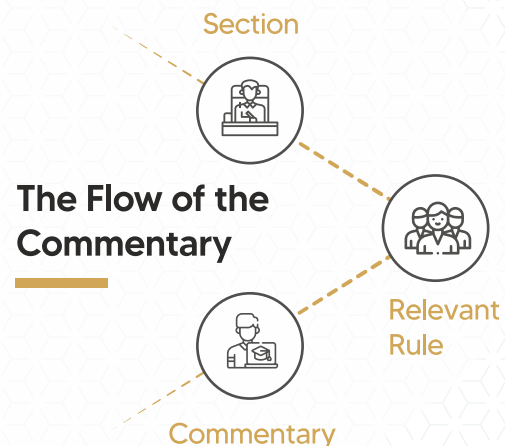 Section
The Flow of the
Commentary
Relevant
Rule
Commentary